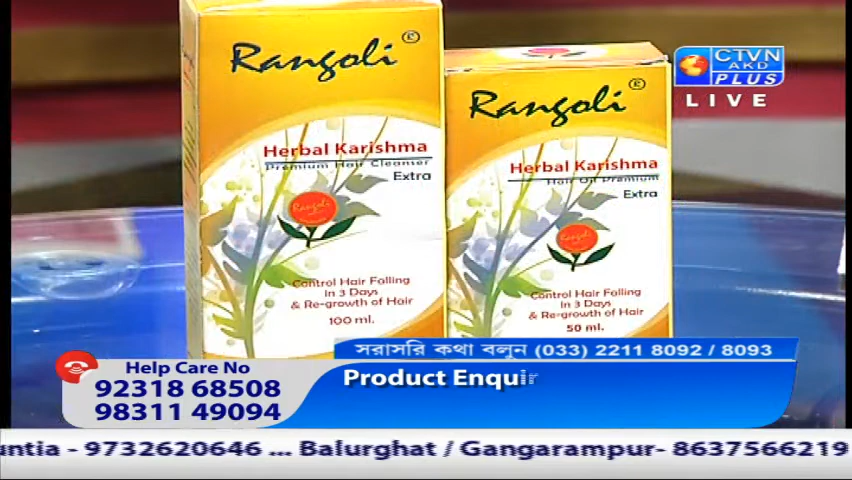 Rangoli®
Herbal Karishma
Premium Hair Cleanser
Extra
Rangoli
Control Hair Falling
In 3 Days
& Re-growth of Hair
100 ml.
Rangoli®
Herbal Karishma
Hair Oil Premium
Extra
Rangoli
Control Hair Falling
In 3 Days
& Re-growth of Hair
50 ml.
CTVN
AKD
PLUS
LIVE
সরাসরি কথা বলুন (033) 2211 8092 / 8093
Help Care No
92318 68508
98311 49094
Product Enquir
untia - 9732620646 ... Balurghat / Gangarampur- 8637566219